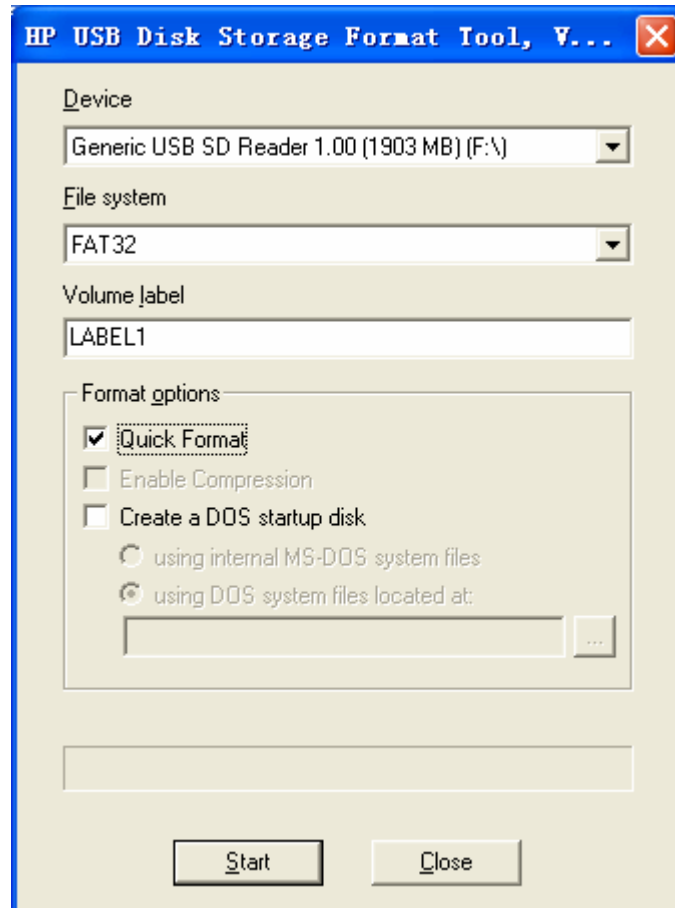 HP USB Disk Storage Format Tool, V...
Device
Generic USB SD Reader 1.00 (1903 MB) (F:\)
File system
FAT32
Volume label
LABEL1
Format options
Quick Format
Enable Compression
Create a DOS startup disk
using internal MS-DOS system files
using DOS system files located at:
...
Start
Close